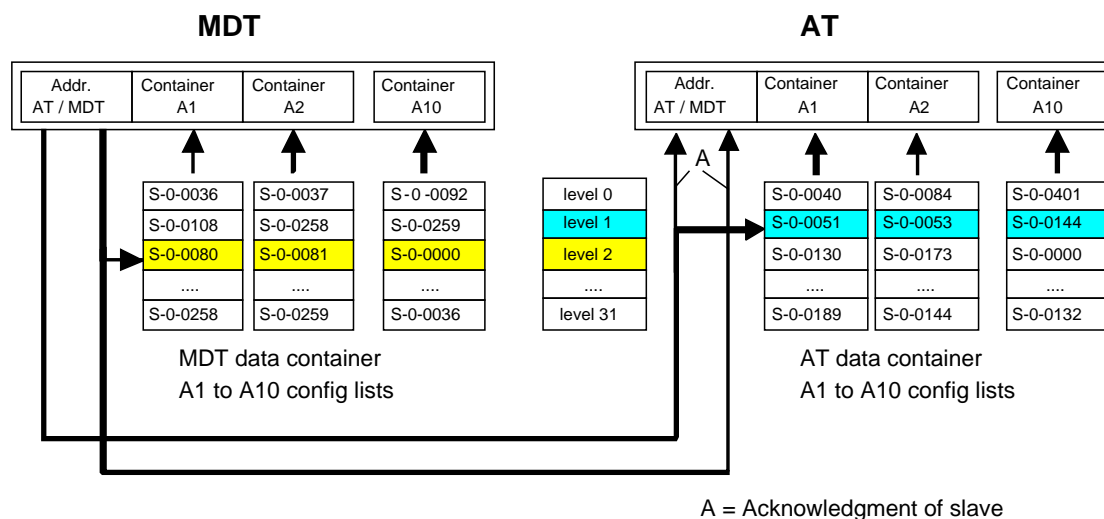 MDT
AT
Addr.
AT / MDT
Container
A1
Container
A2
Container
A10
Addr.
AT / MDT
Container
A1
Container
A2
Container
A10
A
S-0-0036
S-0-0108
S-0-0080
....
S-0-0258
S-0-0037
S-0-0258
S-0-0081
....
S-0-0259
S-0-0092
S-0-0259
S-0-0000
....
S-0-0036
level 0
level 1
level 2
....
level 31
S-0-0040
S-0-0051
S-0-0130
....
S-0-0189
S-0-0084
S-0-0053
S-0-0173
....
S-0-0144
S-0-0401
S-0-0144
S-0-0000
....
S-0-0132
MDT data container
A1 to A10 config lists
AT data container
A1 to A10 config lists
A = Acknowledgment of slave